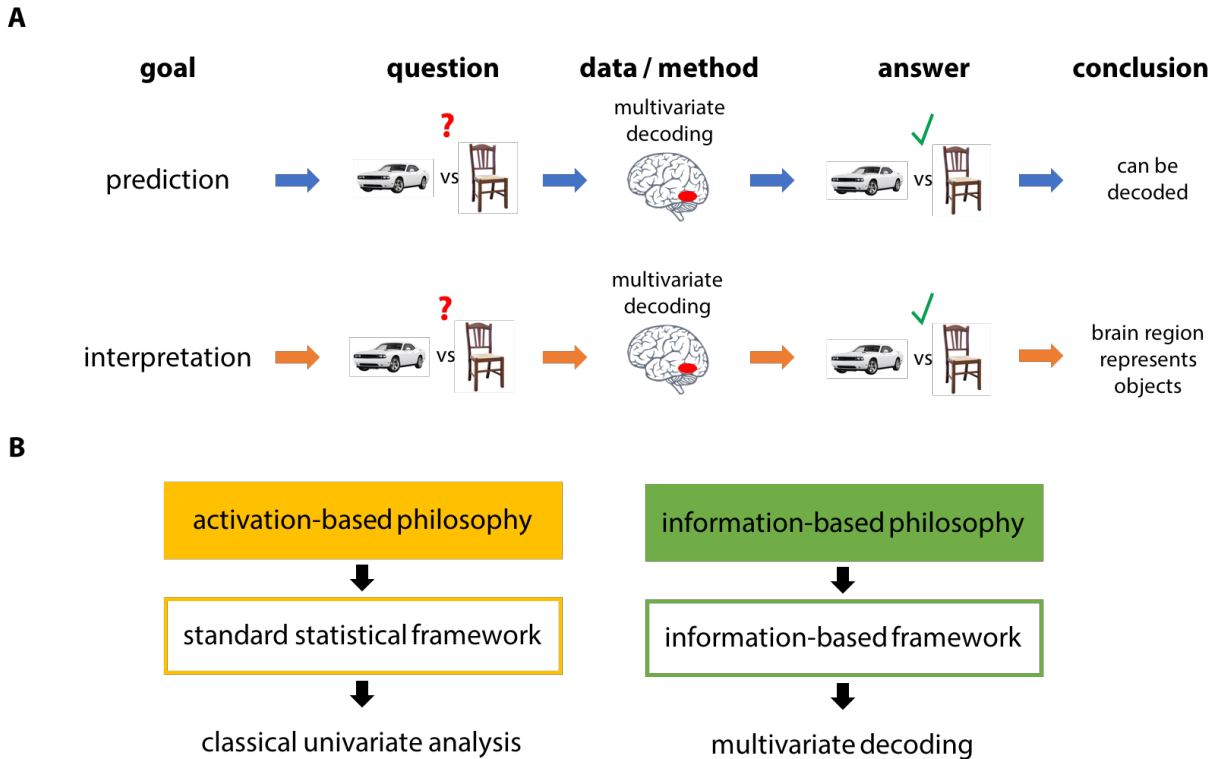 A
goal question data / method answer conclusion
multivariate
decoding
prediction
?
vs
vs
can be
decoded
multivariate
decoding
interpretation
?
vs
vs
brain region
represents
objects
B
activation-based philosophy
information-based philosophy
standard statistical framework
information-based framework
classical univariate analysis
multivariate decoding